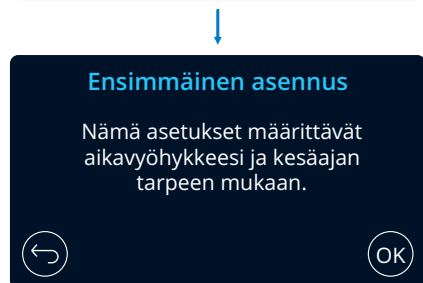 Ensimmäinen asennus
Nämä asetukset määrittävät
aikavyöhykkeesi ja kesäajan
tarpeen mukaan.
OK